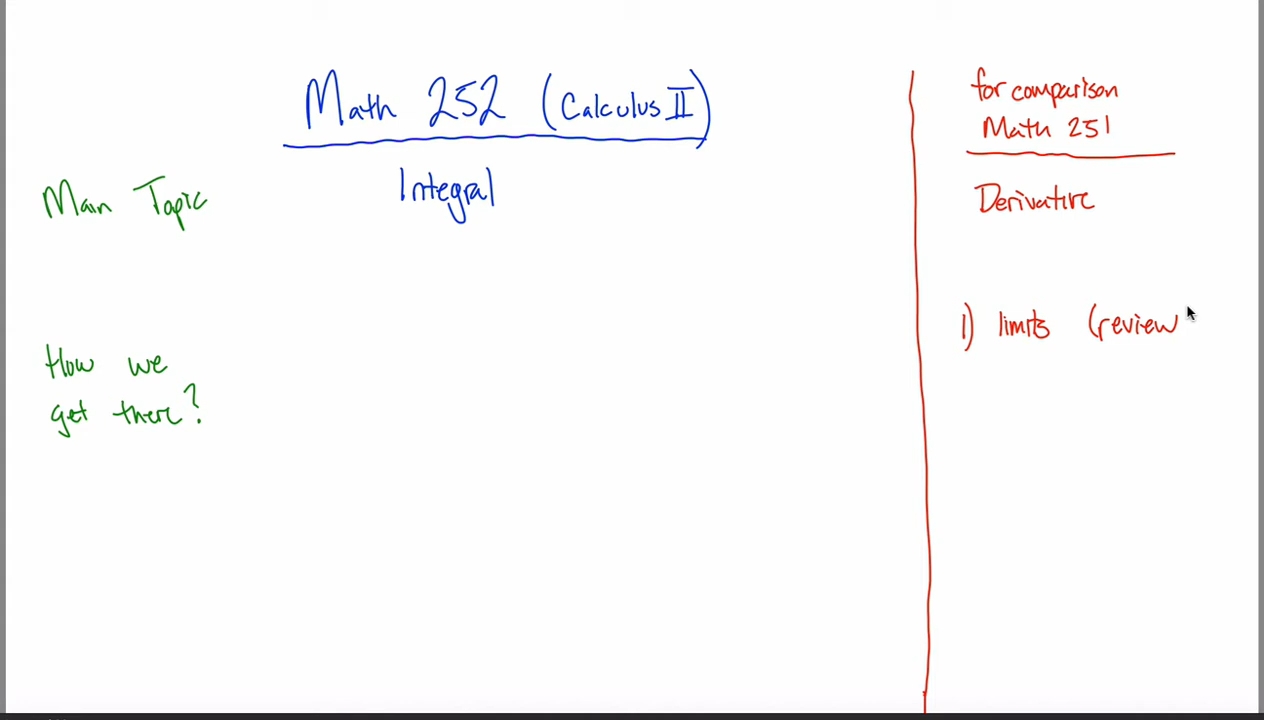 Math 252 (Calculus II)
Main Topic
Integral
How we
get there?
for comparison
Math 251
Derivative
1) limits (review